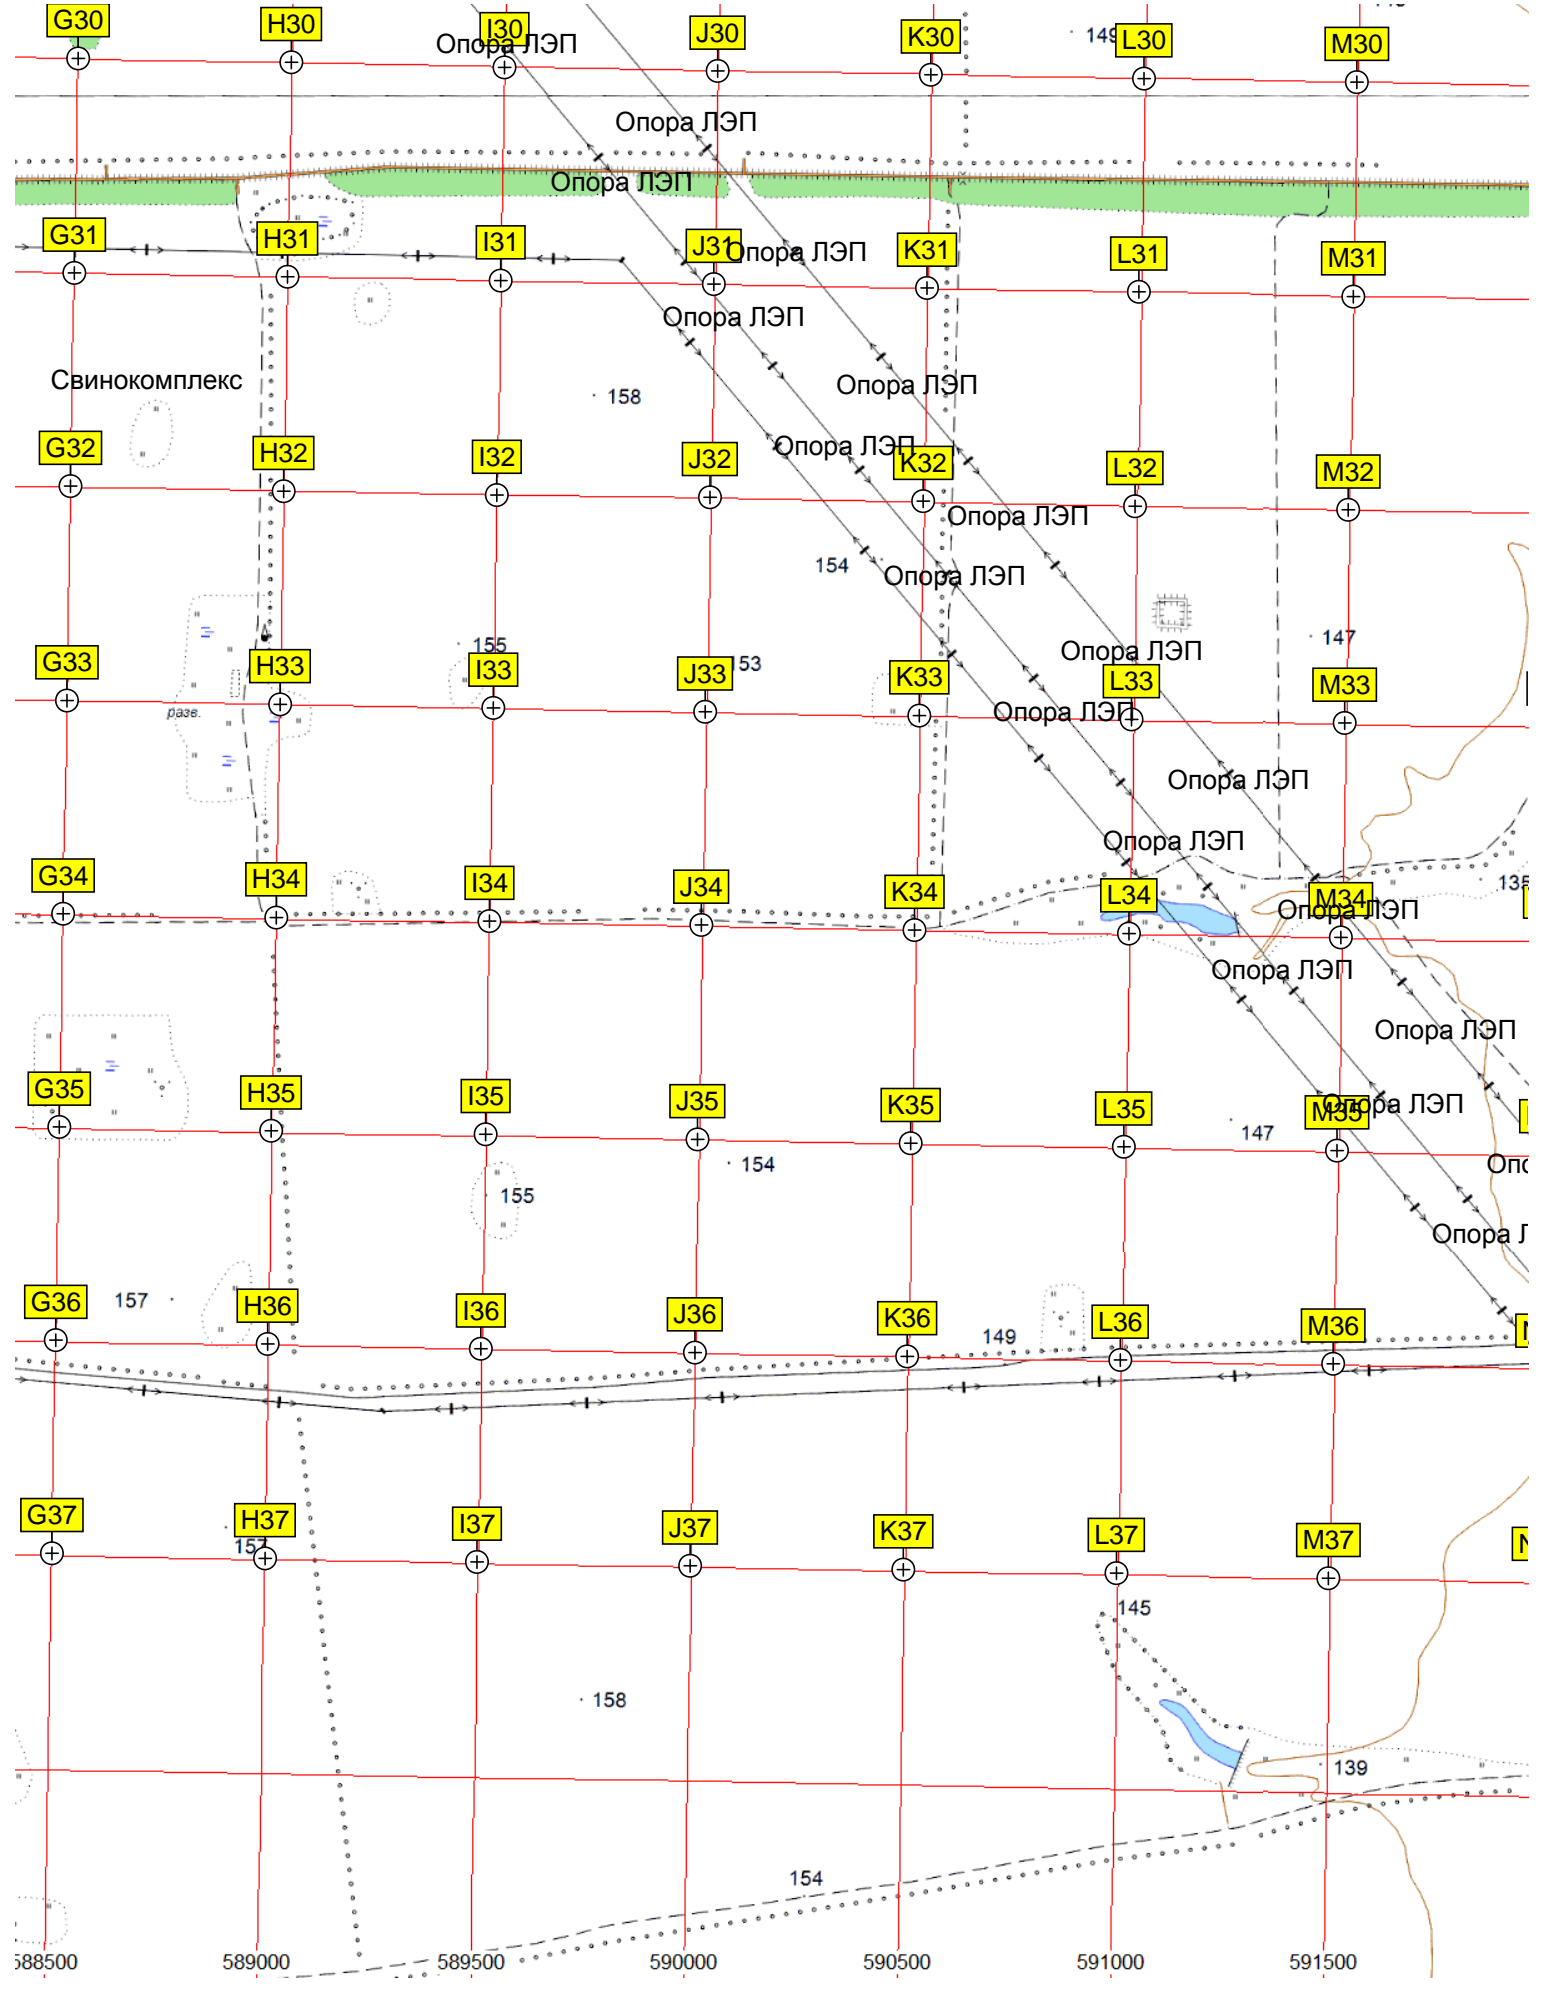 G30
H30
I30
J30
K30
L30
M30
Опора ЛЭП
149
Опора ЛЭП
Опора ЛЭП
G31
H31
I31
J31
K31
L31
M31
Опора ЛЭП
Опора ЛЭП
Свинокомплекс
158
Опора ЛЭП
G32
H32
I32
J32
K32
L32
M32
Опора ЛЭП
Опора ЛЭП
154
Опора ЛЭП
155
147
Опора ЛЭП
G33
H33
I33
J33
53
K33
L33
M33
разв.
Опора ЛЭП
Опора ЛЭП
Опора ЛЭП
G34
H34
I34
J34
K34
L34
M34
135
Опора ЛЭП
Опора ЛЭП
Опора ЛЭП
G35
H35
I35
J35
K35
L35
M35
Опора ЛЭП
147
154
Опо
155
Опора Л
157
G36
H36
I36
J36
K36
L36
M36
149
G37
H37
I37
J37
K37
L37
M37
157
145
158
139
154
588500
589000
589500
590000
590500
591000
591500